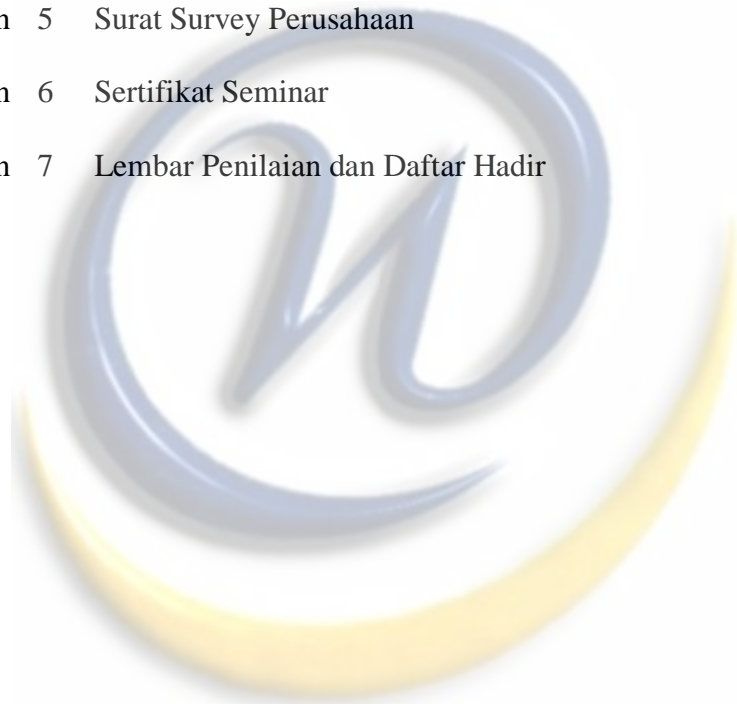 n 5 Surat Survey Perusahaan
n 6 Sertifikat Seminar
n 7 Lembar Penilaian dan Daftar Hadir